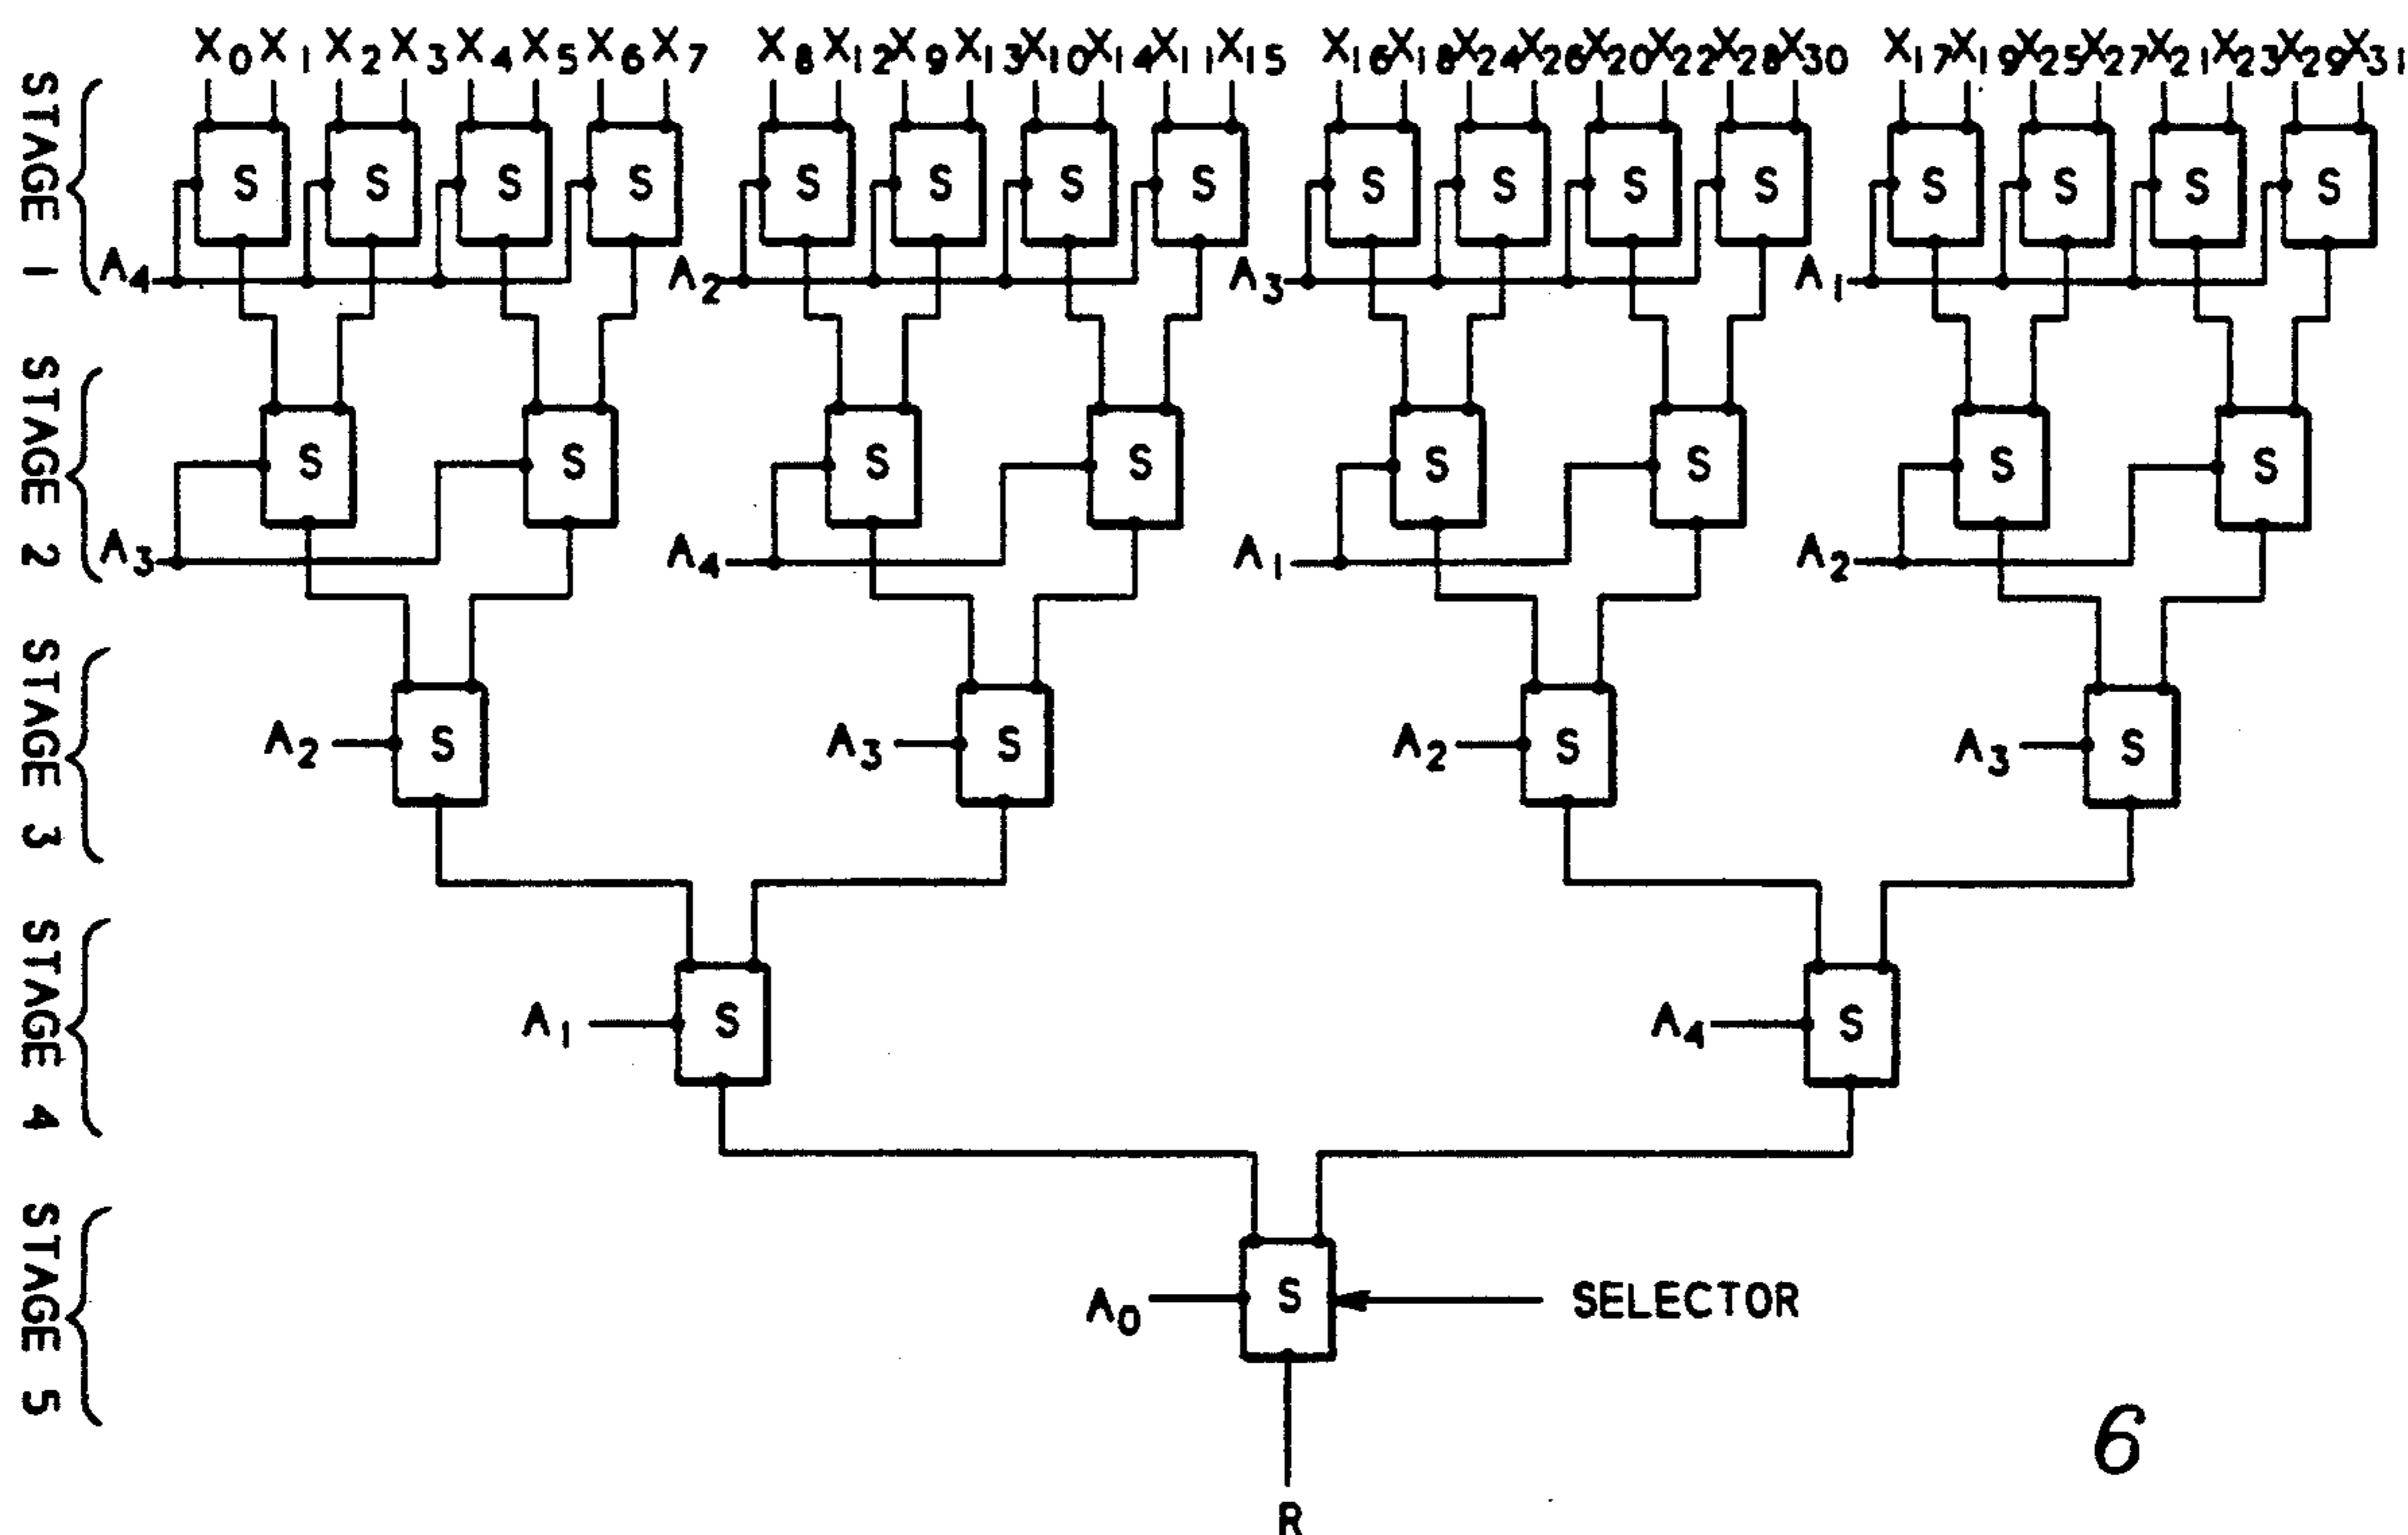 X0 X1 X2 X3 X4 X5 X6 X7 X8 X12 X9 X13 X10 X14 X11 X15 X16 X18 X24 X26 X20 X22 X28 X30 X17 X19 X25 X27 X21 X23 X29 X31
STAGE 1
S S S S S S S S S S S S S S S S
A4 A2 A3 A1
STAGE 2
S S S S S S S S
A3 A4 A1 A2
STAGE 3
A2 S A3 S A2 S A3 S
STAGE 4
A1 S A4 S
STAGE 5
A0 S SELECTOR
R
6